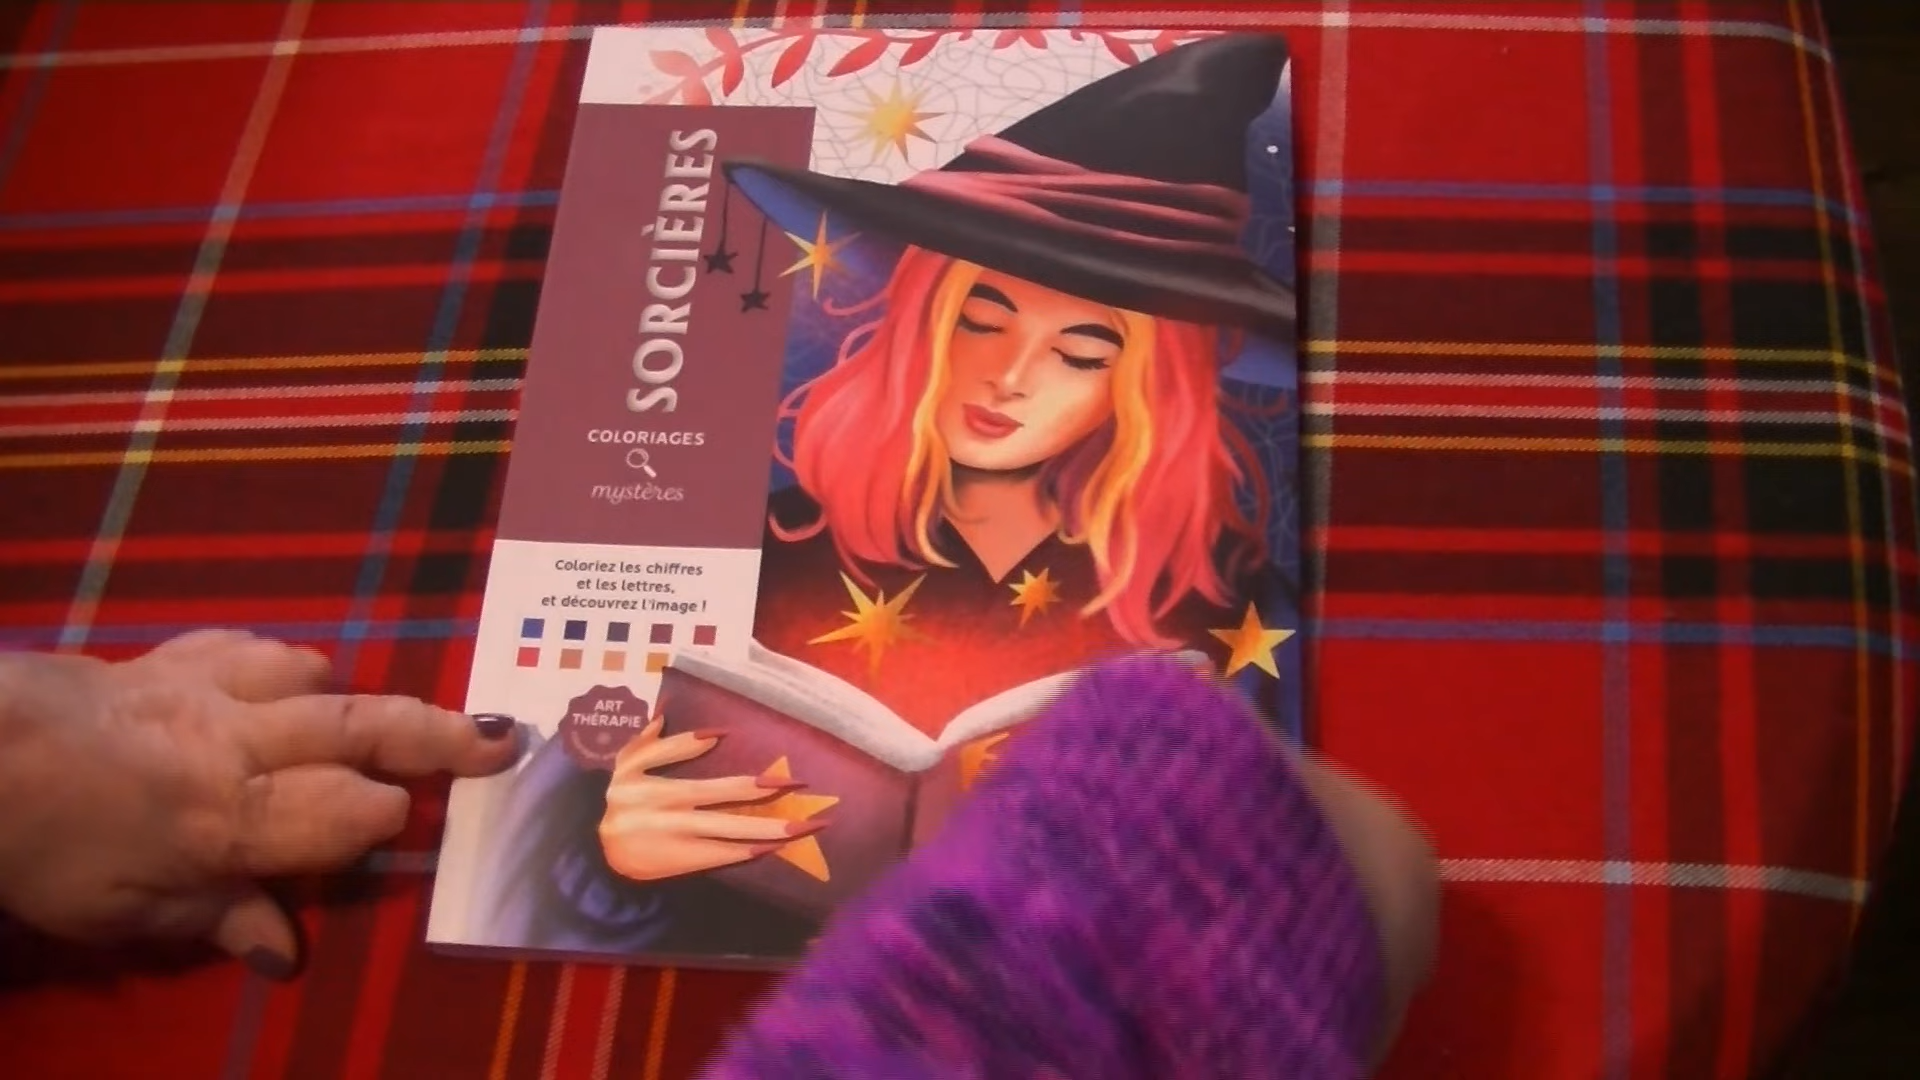 SORCIÈRES
COLORIAGES
mystères
Coloriez les chiffres
et les lettres,
et découvrez l'image !
ART
THÉRAPIE